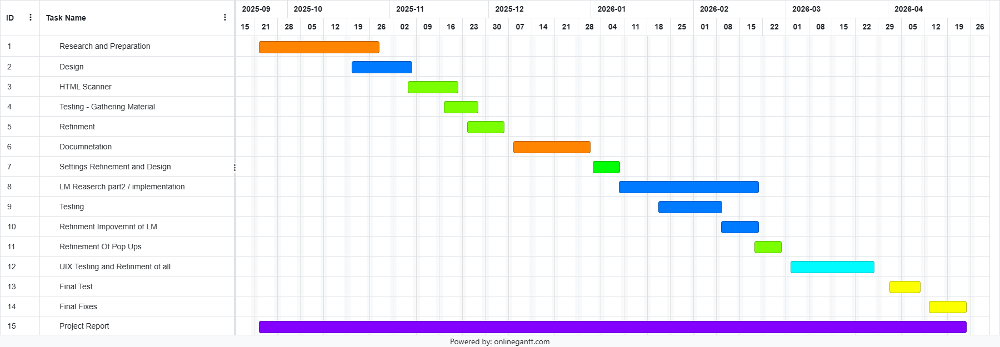 ID Task Name 2025-09 2025-10 2025-11 2025-12 2026-01 2026-02 2026-03 2026-04
15 21 28 05 12 19 26 02 09 16 23 30 07 14 21 28 04 11 18 25 01 08 15 22 01 08 15 22 29 05 12 19 26
1 Research and Preparation
2 Design
3 HTML Scanner
4 Testing - Gathering Material
5 Refinment
6 Documnetation
7 Settings Refinement and Design
8 LM Reaserch part2 / implementation
9 Testing
10 Refinment Impovemnt of LM
11 Refinement Of Pop Ups
12 UIX Testing and Refinment of all
13 Final Test
14 Final Fixes
15 Project Report
Powered by: onlinegantt.com